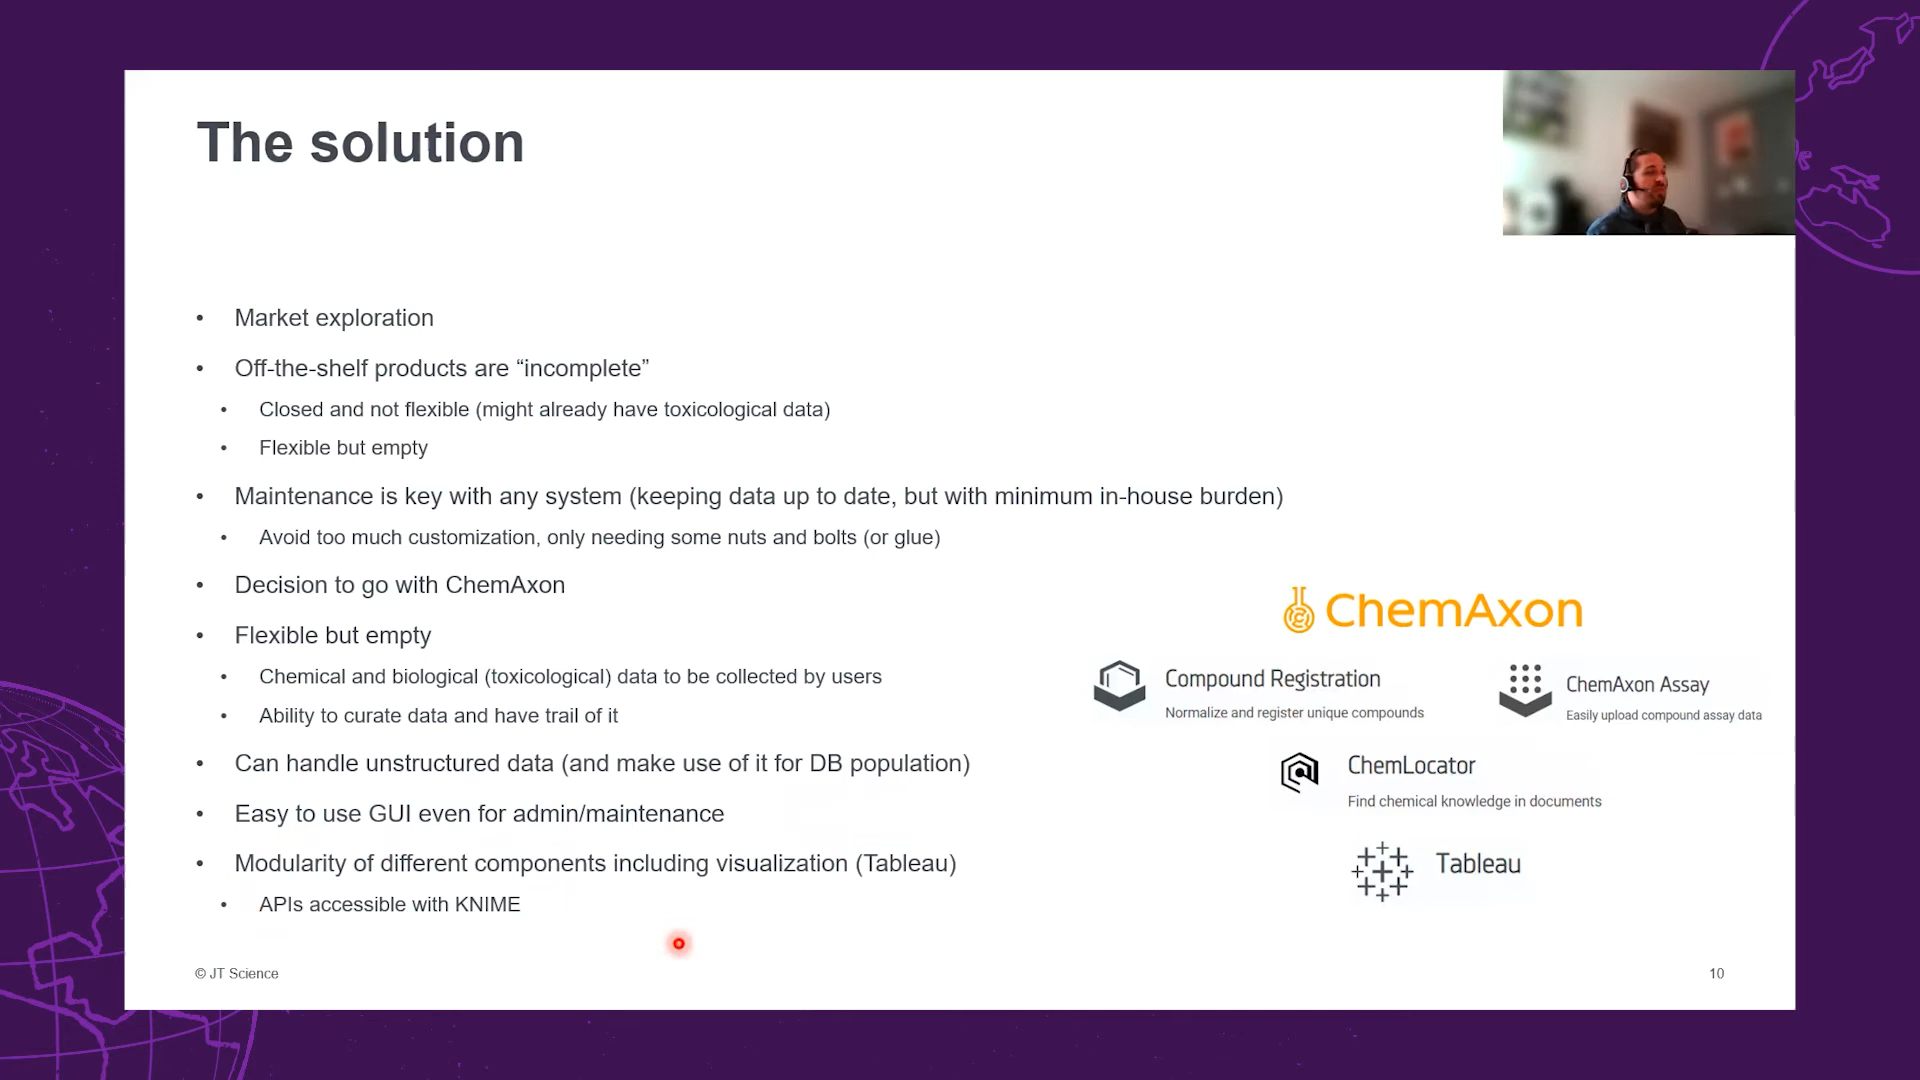 The solution
• Market exploration
• Off-the-shelf products are “incomplete”
• Closed and not flexible (might already have toxicological data)
• Flexible but empty
• Maintenance is key with any system (keeping data up to date, but with minimum in-house burden)
• Avoid too much customization, only needing some nuts and bolts (or glue)
• Decision to go with ChemAxon
• Flexible but empty
• Chemical and biological (toxicological) data to be collected by users
• Ability to curate data and have trail of it
• Can handle unstructured data (and make use of it for DB population)
• Easy to use GUI even for admin/maintenance
• Modularity of different components including visualization (Tableau)
• APIs accessible with KNIME
ChemAxon
Compound Registration
Normalize and register unique compounds
ChemAxon Assay
Easily upload compound assay data
ChemLocator
Find chemical knowledge in documents
Tableau
© JT Science
10